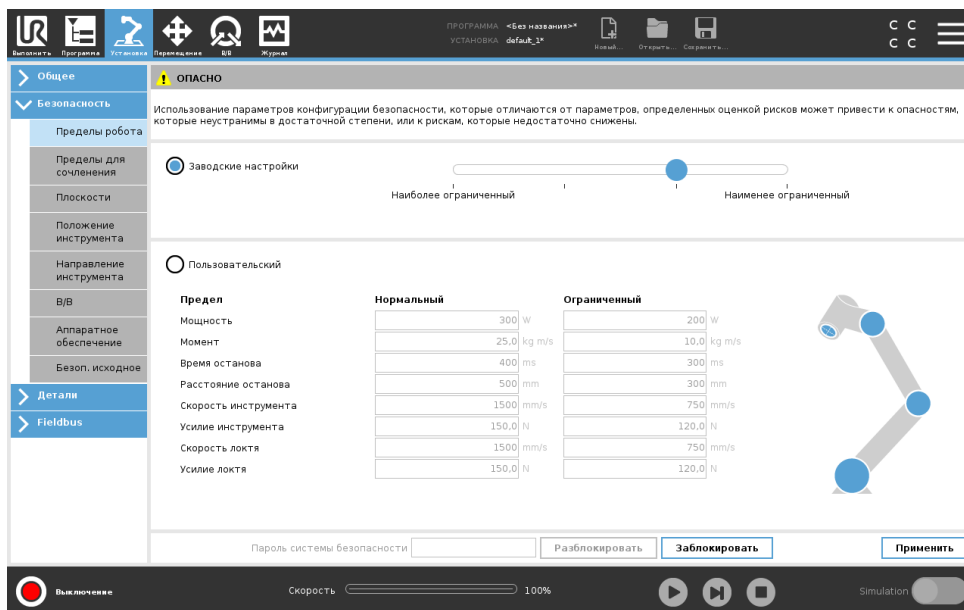 UR
Выполнить Программа Установка Перемещение В/В Журнал
ПРОГРАММА <Без названия>*
УСТАНОВКА default_1*
Новый... Открыть... Сохранить...
C C
C C
Общее
Безопасность
Пределы робота
Пределы для
сочленения
Плоскости
Положение
инструмента
Направление
инструмента
В/В
Аппаратное
обеспечение
Безоп. исходное
Детали
Fieldbus
ОПАСНО
Использование параметров конфигурации безопасности, которые отличаются от параметров, определенных оценкой рисков может привести к опасностям,
которые неустранимы в достаточной степени, или к рискам, которые недостаточно снижены.
Заводские настройки
Наиболее ограниченный Наименее ограниченный
Пользовательский
Предел Нормальный Ограниченный
Мощность 300 W 200 W
Момент 25,0 kg m/s 10,0 kg m/s
Время останова 400 ms 300 ms
Расстояние останова 500 mm 300 mm
Скорость инструмента 1500 mm/s 750 mm/s
Усилие инструмента 150,0 N 120,0 N
Скорость локтя 1500 mm/s 750 mm/s
Усилие локтя 150,0 N 120,0 N
Пароль системы безопасности Разблокировать Заблокировать Применить
Выключение Скорость 100% Simulation